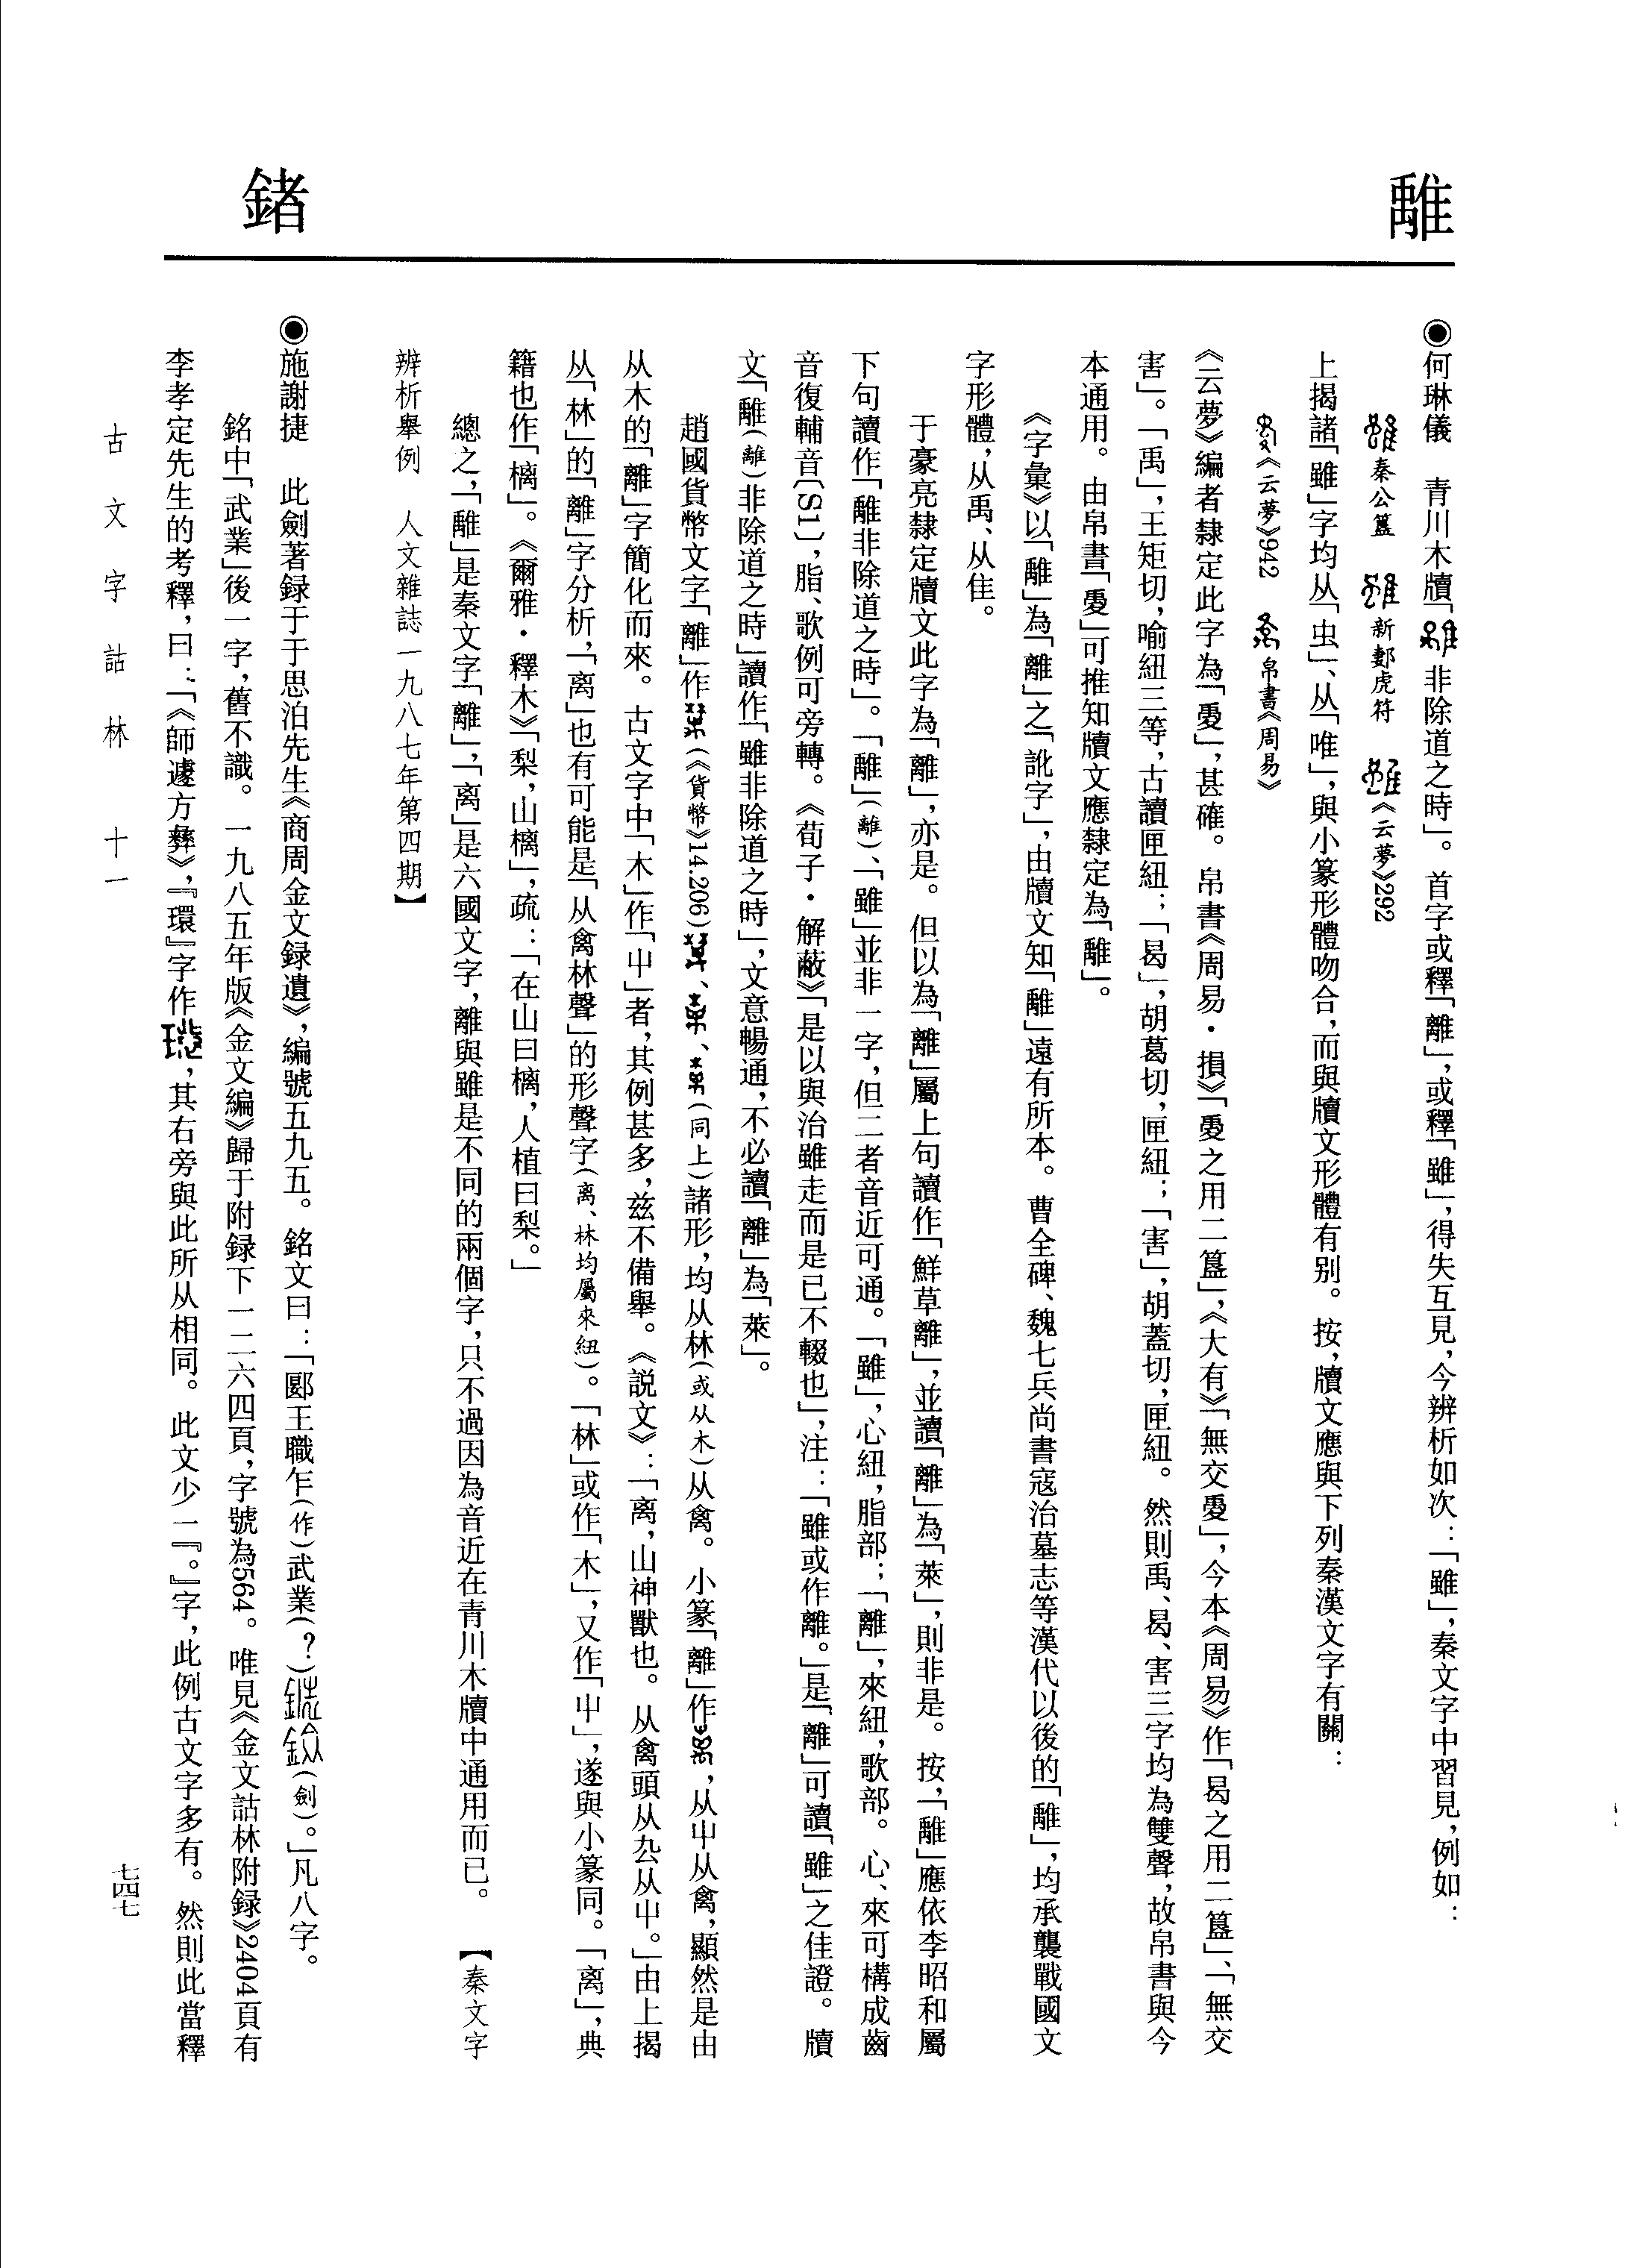 䧴
◉何琳儀　青川木牘「　非除道之時」。首字或釋「離」，或釋「雖」，得失互見，今辨析如次：「雖」，秦文字中習見，例如：
秦公簋　新郪虎符　《云夢》292
上揭諸「雖」字均从「虫」、从「唯」，與小篆形體吻合，而與牘文形體有别。按，牘文應與下列秦漢文字有關：
《云夢》942　帛書《周易》
《云夢》編者隸定此字為「　」，甚確。帛書《周易·損》「　之用二簋」，《大有》「無交　」，今本《周易》作「曷之用二簋」、「無交
害」。「禹」，王矩切，喻紐三等，古讀匣紐；「曷」，胡葛切，匣紐；「害」，胡蓋切，匣紐。然則禹、曷、害三字均為雙聲，故帛書與今
本通用。由帛書「　」可推知牘文應隸定為「䧴」。
《字彙》以「䧴」為「離」之「訛字」，由牘文知「䧴」遠有所本。曹全碑、魏七兵尚書寇治墓志等漢代以後的「䧴」，均承襲戰國文
字形體，从禹、从隹。
于豪亮隸定牘文此字為「離」，亦是。但以為「離」屬上句讀作「鮮草離」，並讀「離」為「萊」，則非是。按，「䧴」應依李昭和屬
下句讀作「䧴非除道之時」。「䧴」（離）、「雖」並非一字，但二者音近可通。「雖」，心紐，脂部；「離」，來紐，歌部。心、來可構成齒
音復輔音〔S1〕，脂、歌例可旁轉。《荀子·解蔽》「是以與治雖走而是已不輟也」，注：「雖或作離。」是「離」可讀「雖」之佳證。牘
文「䧴（離）非除道之時」讀作「雖非除道之時」，文意暢通，不必讀「離」為「萊」。
趙國貨幣文字「離」作　（《貨幣》14.206）　、　、　（同上）諸形，均从林（或从木）从禽。小篆「離」作　，从屮从禽，顯然是由
从木的「離」字簡化而來。古文字中「木」作「屮」者，其例甚多，兹不備舉。《説文》：「离，山神獸也。从禽頭从厹从屮。」由上揭
从「林」的「離」字分析，「离」也有可能是「从禽林聲」的形聲字（离、林均屬來紐）。「林」或作「木」，又作「屮」，遂與小篆同。「离」，典
籍也作「樆」。《爾雅·釋木》「梨，山樆」，疏：「在山曰樆，人植曰梨。」
總之，「䧴」是秦文字「離」，「离」是六國文字，離與雖是不同的兩個字，只不過因為音近在青川木牘中通用而已。　【秦文字
辨析舉例　人文雜誌一九八七年第四期】
鍺
◉施謝捷　此劍著録于于思泊先生《商周金文録遺》，編號五九五。銘文曰：「郾王職乍（作）武業（？）　　（劍）。」凡八字。
銘中「武業」後一字，舊不識。一九八五年版《金文編》歸于附録下一二六四頁，字號為564。唯見《金文詁林附録》2404頁有
李孝定先生的考釋，曰：「《師遽方彝》，『環』字作　，其右旁與此所从相同。此文少一『。』字，此例古文字多有。然則此當釋
古文字詁林　十一
七四七